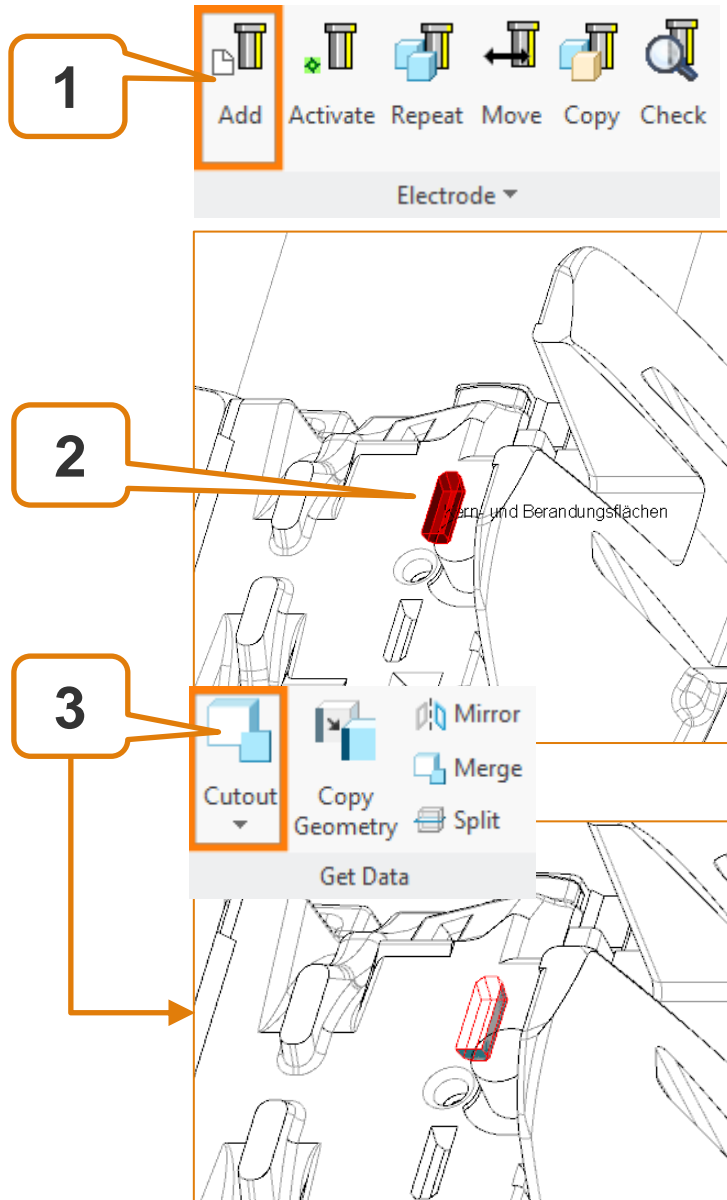 1
Add Activate Repeat Move Copy Check
Electrode
2
ern- und Berandungsflächen
3
Cutout
Copy
Geometry
Mirror
Merge
Split
Get Data